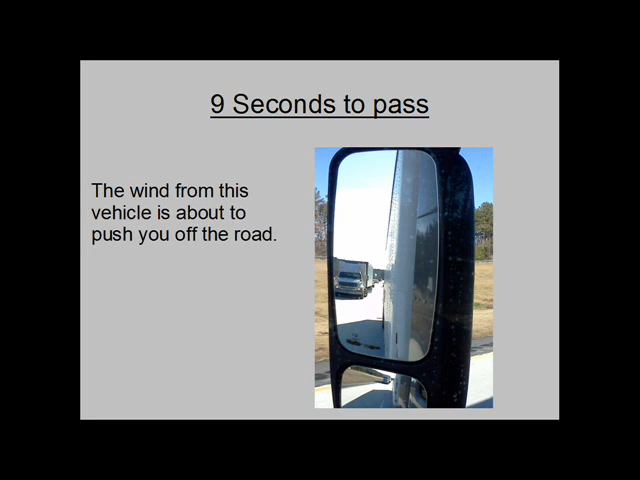 9 Seconds to pass
The wind from this
vehicle is about to
push you off the road.